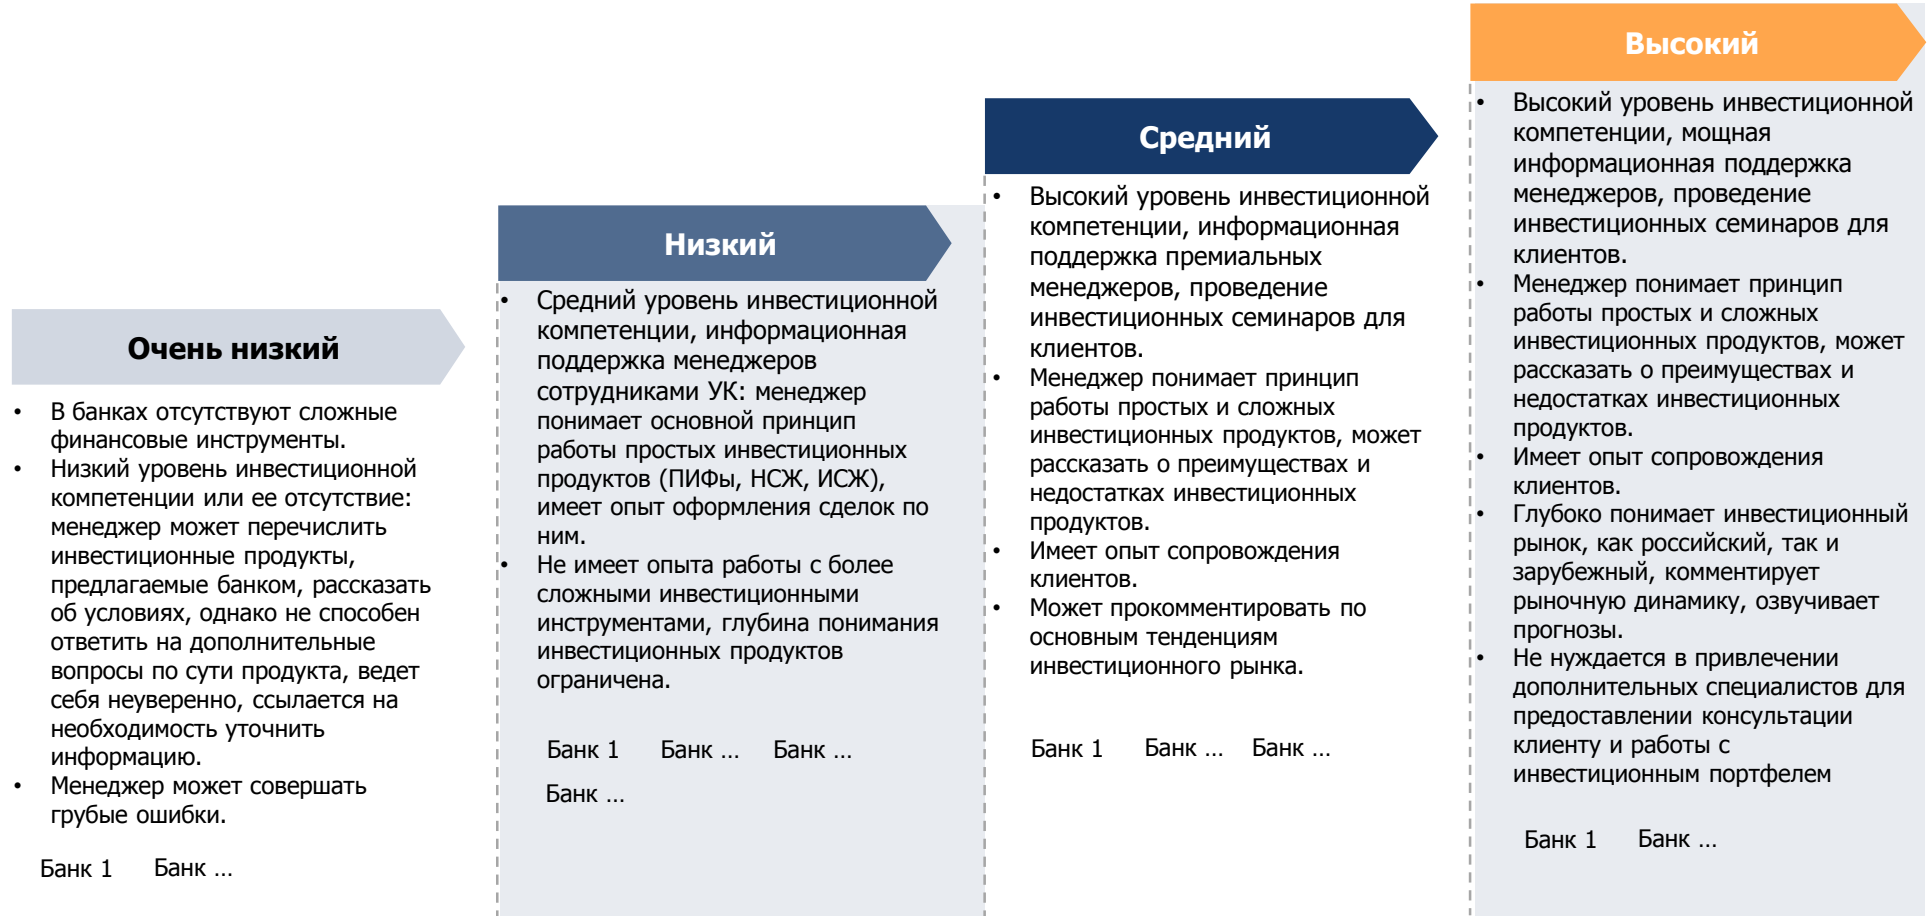 Очень низкий
• В банках отсутствуют сложные
финансовые инструменты.
• Низкий уровень инвестиционной
компетенции или ее отсутствие:
менеджер может перечислить
инвестиционные продукты,
предлагаемые банком, рассказать
об условиях, однако не способен
ответить на дополнительные
вопросы по сути продукта, ведет
себя неуверенно, ссылается на
необходимость уточнить
информацию.
• Менеджер может совершать
грубые ошибки.
Банк 1 Банк …
Низкий
• Средний уровень инвестиционной
компетенции, информационная
поддержка менеджеров
сотрудниками УК: менеджер
понимает основной принцип
работы простых инвестиционных
продуктов (ПИФы, НСЖ, ИСЖ),
имеет опыт оформления сделок по
ним.
• Не имеет опыта работы с более
сложными инвестиционными
инструментами, глубина понимания
инвестиционных продуктов
ограничена.
Банк 1 Банк … Банк …
Банк …
Средний
• Высокий уровень инвестиционной
компетенции, информационная
поддержка премиальных
менеджеров, проведение
инвестиционных семинаров для
клиентов.
• Менеджер понимает принцип
работы простых и сложных
инвестиционных продуктов, может
рассказать о преимуществах и
недостатках инвестиционных
продуктов.
• Имеет опыт сопровождения
клиентов.
• Может прокомментировать по
основным тенденциям
инвестиционного рынка.
Банк 1 Банк … Банк …
Высокий
• Высокий уровень инвестиционной
компетенции, мощная
информационная поддержка
менеджеров, проведение
инвестиционных семинаров для
клиентов.
• Менеджер понимает принцип
работы простых и сложных
инвестиционных продуктов, может
рассказать о преимуществах и
недостатках инвестиционных
продуктов.
• Имеет опыт сопровождения
клиентов.
• Глубоко понимает инвестиционный
рынок, как российский, так и
зарубежный, комментирует
рыночную динамику, озвучивает
прогнозы.
• Не нуждается в привлечении
дополнительных специалистов для
предоставлении консультации
клиенту и работы с
инвестиционным портфелем
Банк 1 Банк …